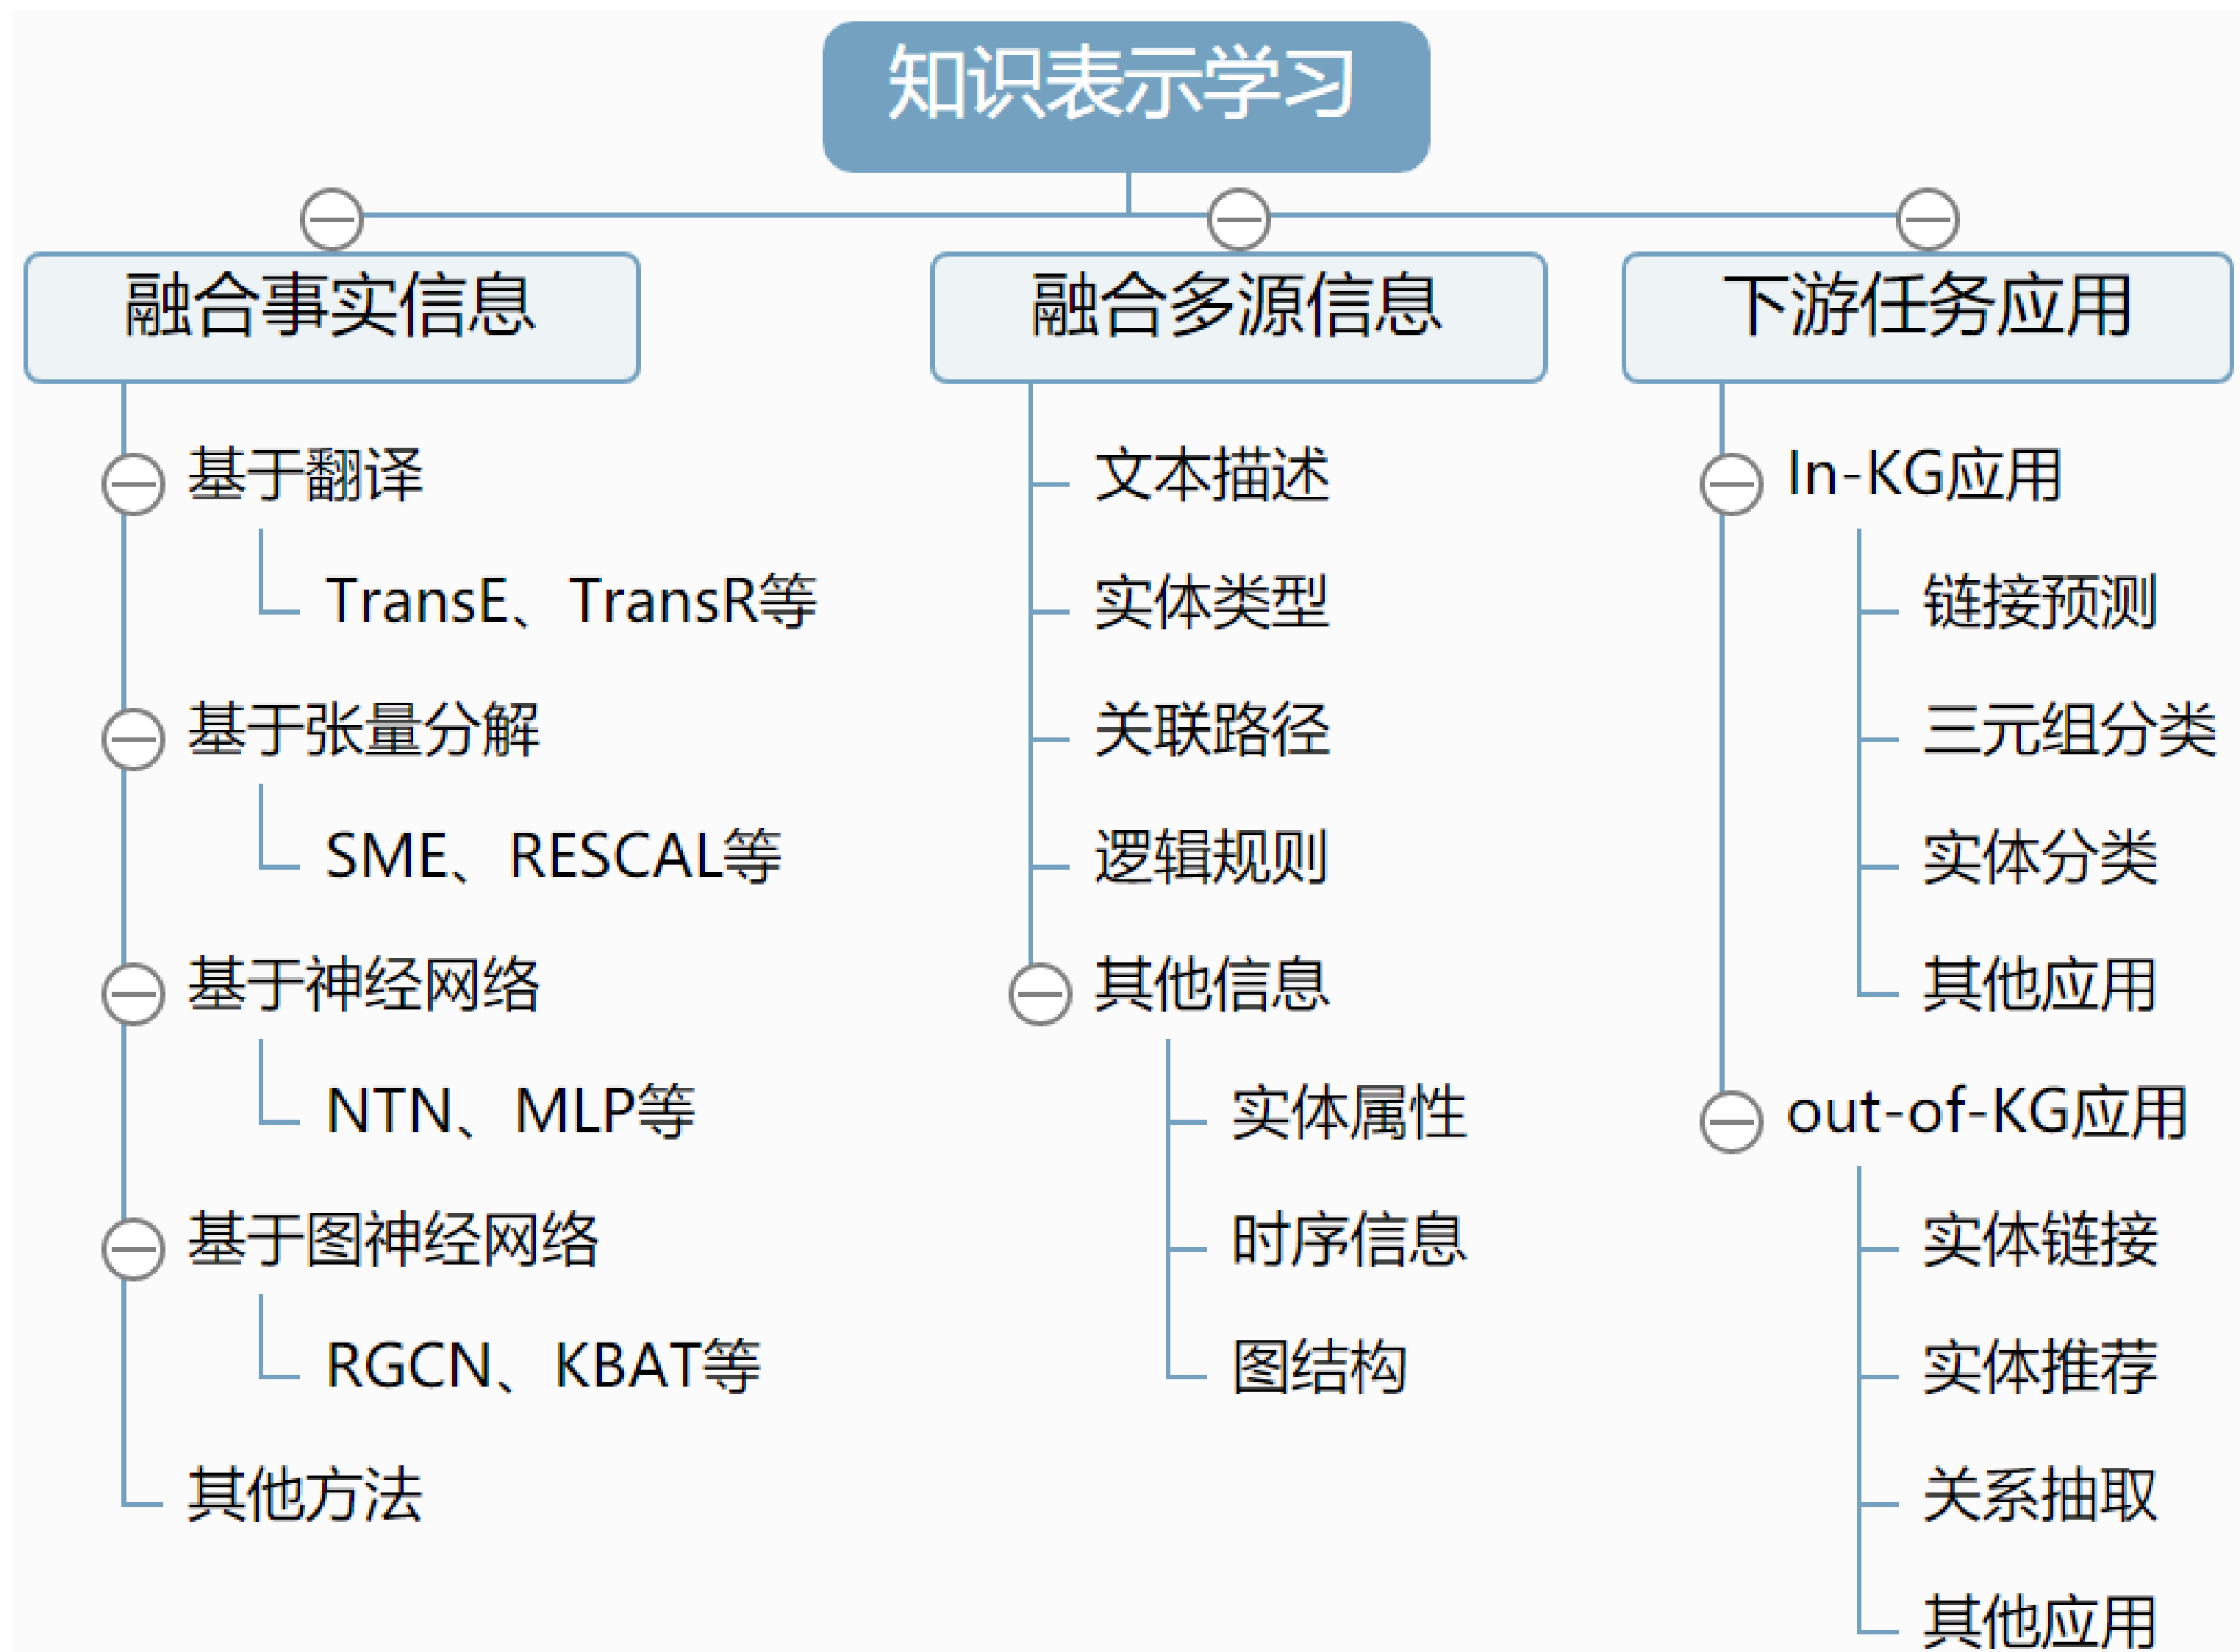 知识表示学习
融合事实信息
基于翻译
TransE、TransR等
基于张量分解
SME、RESCAL等
基于神经网络
NTN、MLP等
基于图神经网络
RGCN、KBAT等
其他方法
融合多源信息
文本描述
实体类型
关联路径
逻辑规则
其他信息
实体属性
时序信息
图结构
下游任务应用
In-KG应用
链接预测
三元组分类
实体分类
其他应用
out-of-KG应用
实体链接
实体推荐
关系抽取
其他应用